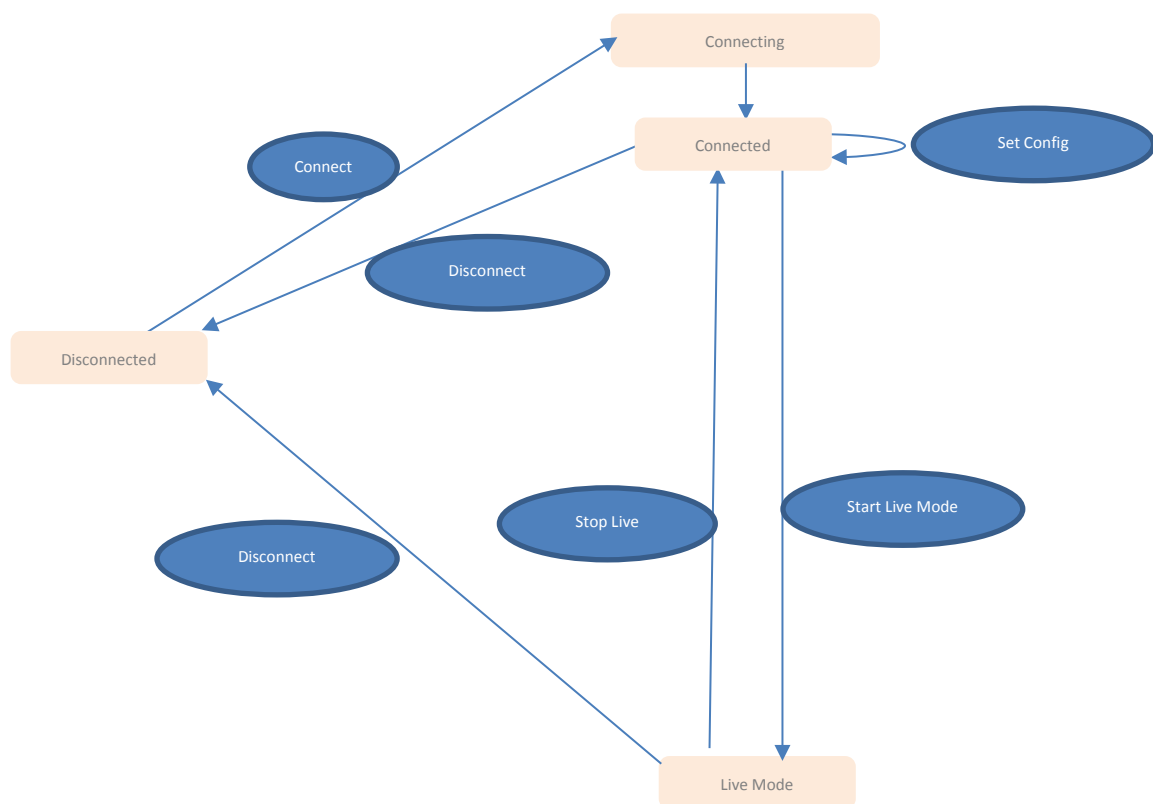 Connecting
Connected
Set Config
Connect
Disconnect
Disconnected
Stop Live
Start Live Mode
Disconnect
Live Mode